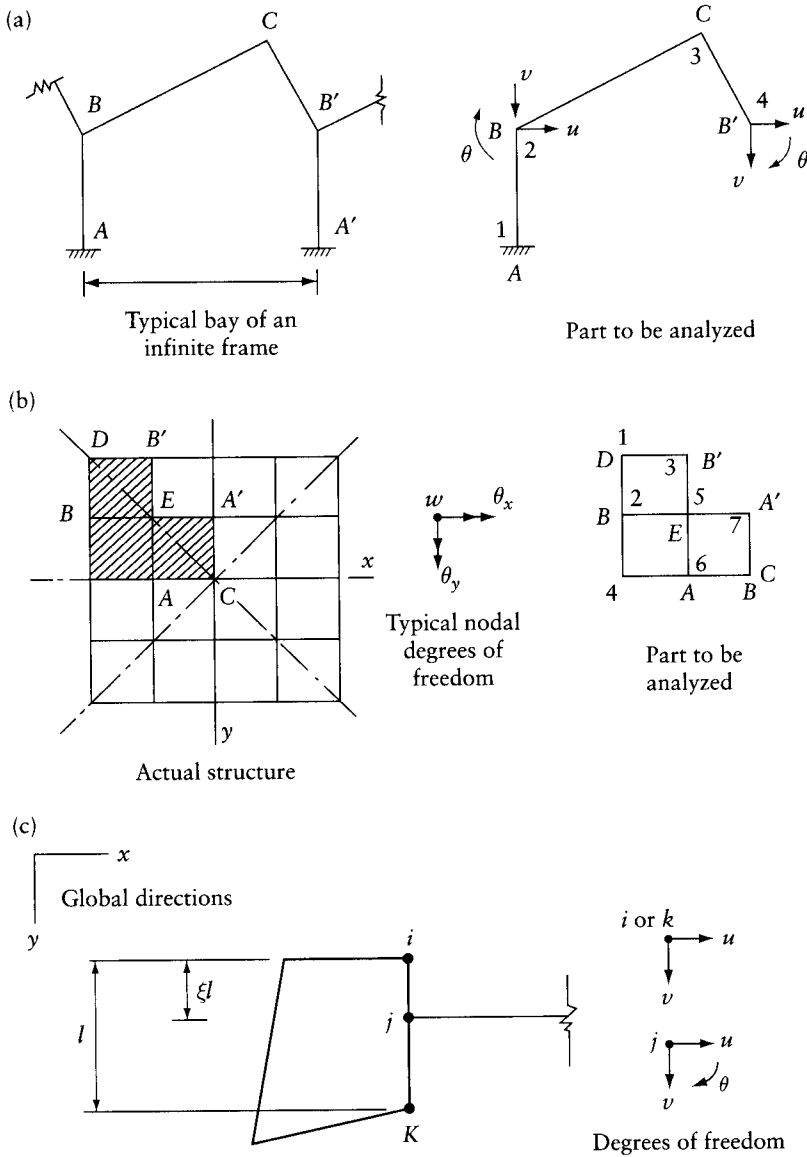 (a)
C
B
B′
A
A′
Typical bay of an
infinite frame
C
3
v
B
u
θ
2
4
B′
u
v
θ
1
A
Part to be analyzed
(b)
D
B′
B
E
A′
x
A
C
y
Actual structure
w
θx
θy
Typical nodal
degrees of
freedom
1
D
3
B′
B
2
5
A′
E
7
6
C
4
A
B
Part to be
analyzed
(c)
x
Global directions
y
i
ξl
l
j
K
i or k
u
v
j
u
v
θ
Degrees of freedom